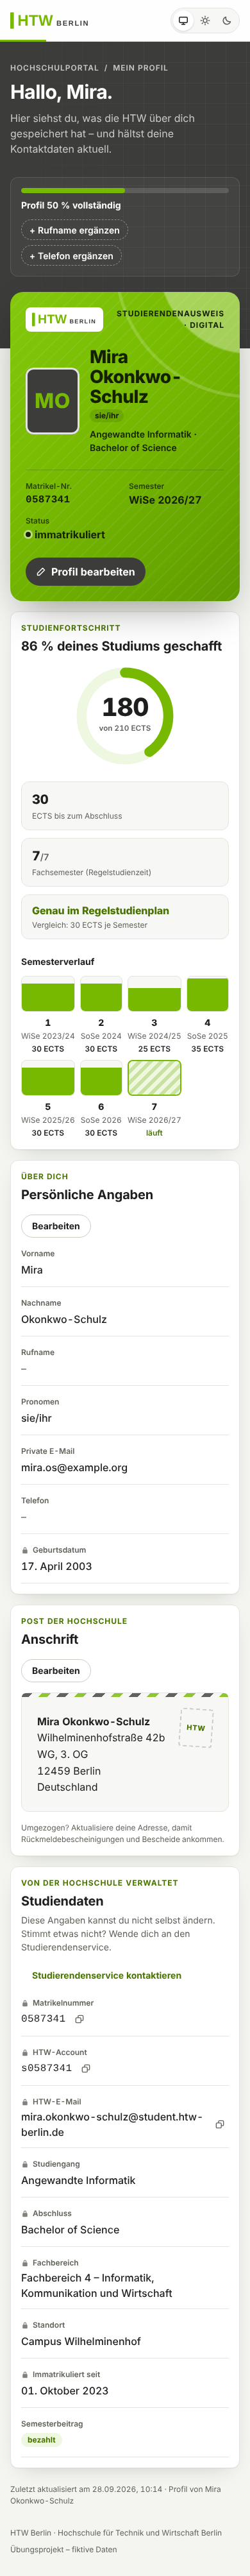 HTW BERLIN
HOCHSCHULPORTAL / MEIN PROFIL
Hallo, Mira.
Hier siehst du, was die HTW über dich
gespeichert hat – und hältst deine
Kontaktdaten aktuell.
Profil 50 % vollständig
+ Rufname ergänzen
+ Telefon ergänzen
HTW BERLIN
STUDIERENDENAUSWEIS
· DIGITAL
MO
Mira
Okonkwo-
Schulz
sie/ihr
Angewandte Informatik ·
Bachelor of Science
Matrikel-Nr.
0587341
Semester
WiSe 2026/27
Status
immatrikuliert
Profil bearbeiten
STUDIENFORTSCHRITT
86 % deines Studiums geschafft
180
von 210 ECTS
30
ECTS bis zum Abschluss
7/7
Fachsemester (Regelstudienzeit)
Genau im Regelstudienplan
Vergleich: 30 ECTS je Semester
Semesterverlauf
1 2 3 4
WiSe 2023/24 SoSe 2024 WiSe 2024/25 SoSe 2025
30 ECTS 30 ECTS 25 ECTS 35 ECTS
5 6 7
WiSe 2025/26 SoSe 2026 WiSe 2026/27
30 ECTS 30 ECTS läuft
ÜBER DICH
Persönliche Angaben
Bearbeiten
Vorname
Mira
Nachname
Okonkwo-Schulz
Rufname
–
Pronomen
sie/ihr
Private E-Mail
mira.os@example.org
Telefon
–
Geburtsdatum
17. April 2003
POST DER HOCHSCHULE
Anschrift
Bearbeiten
HTW
Mira Okonkwo-Schulz
Wilhelminenhofstraße 42b
WG, 3. OG
12459 Berlin
Deutschland
Umgezogen? Aktualisiere deine Adresse, damit
Rückmeldebescheinigungen und Bescheide ankommen.
VON DER HOCHSCHULE VERWALTET
Studiendaten
Diese Angaben kannst du nicht selbst ändern.
Stimmt etwas nicht? Wende dich an den
Studierendenservice.
Studierendenservice kontaktieren
Matrikelnummer
0587341
HTW-Account
s0587341
HTW-E-Mail
mira.okonkwo-schulz@student.htw-
berlin.de
Studiengang
Angewandte Informatik
Abschluss
Bachelor of Science
Fachbereich
Fachbereich 4 – Informatik,
Kommunikation und Wirtschaft
Standort
Campus Wilhelminenhof
Immatrikuliert seit
01. Oktober 2023
Semesterbeitrag
bezahlt
Zuletzt aktualisiert am 28.09.2026, 10:14 · Profil von Mira
Okonkwo-Schulz
HTW Berlin · Hochschule für Technik und Wirtschaft Berlin
Übungsprojekt – fiktive Daten